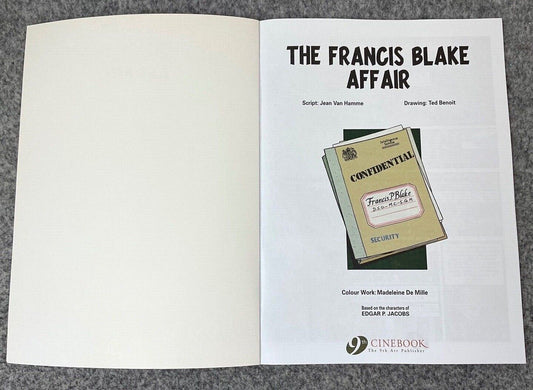 THE FRANCIS BLAKE
AFFAIR
Script: Jean Van Hamme Drawing: Ted Benoit
CONFIDENTIAL
Francis P. Blake
SECURITY
Colour Work: Madeleine De Mille
Based on the characters of
EDGAR P. JACOBS
9 CINEBOOK
The 9th Art Publisher